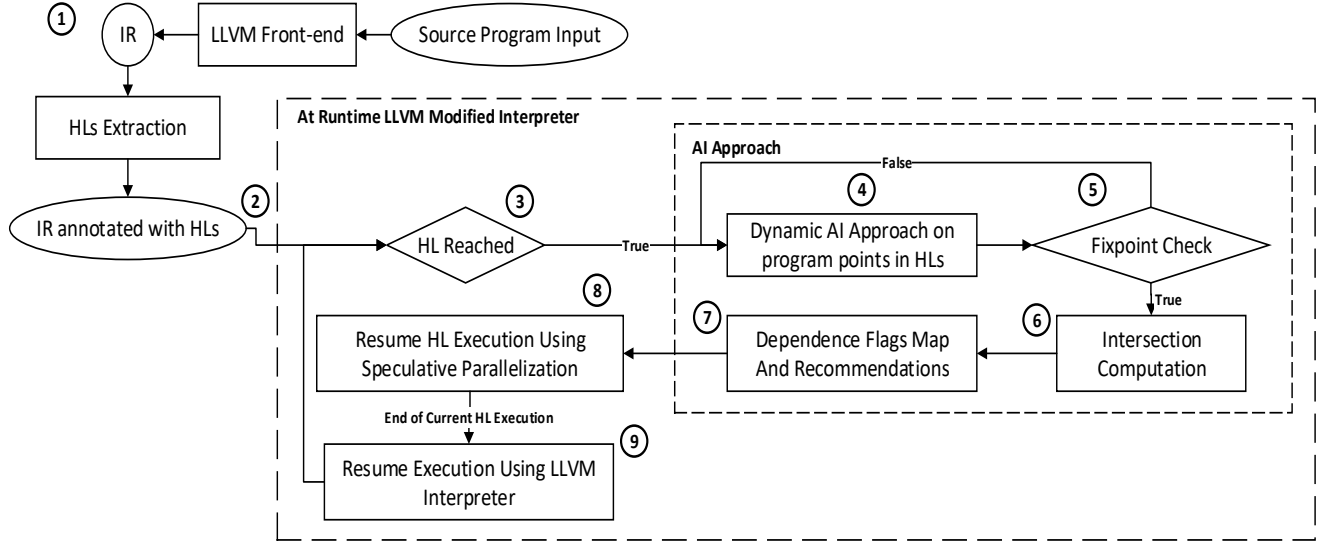 1
IR
LLVM Front-end
Source Program Input
HLs Extraction
At Runtime LLVM Modified Interpreter
AI Approach
False
2
3
4
5
IR annotated with HLs
HL Reached
True
Dynamic AI Approach on
program points in HLs
Fixpoint Check
True
8
7
6
Resume HL Execution Using
Speculative Parallelization
Dependence Flags Map
And Recommendations
Intersection
Computation
End of Current HL Execution
9
Resume Execution Using LLVM
Interpreter